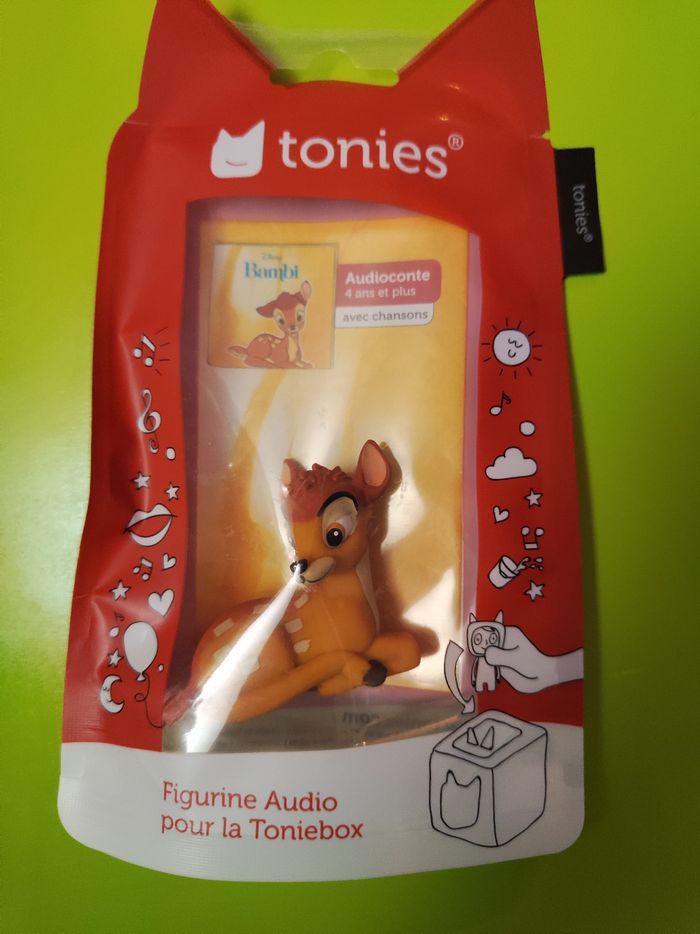 tonies®
tonies®
Disney
Bambi
Audioconte
4 ans et plus
avec chansons
Figurine Audio
pour la Toniebox